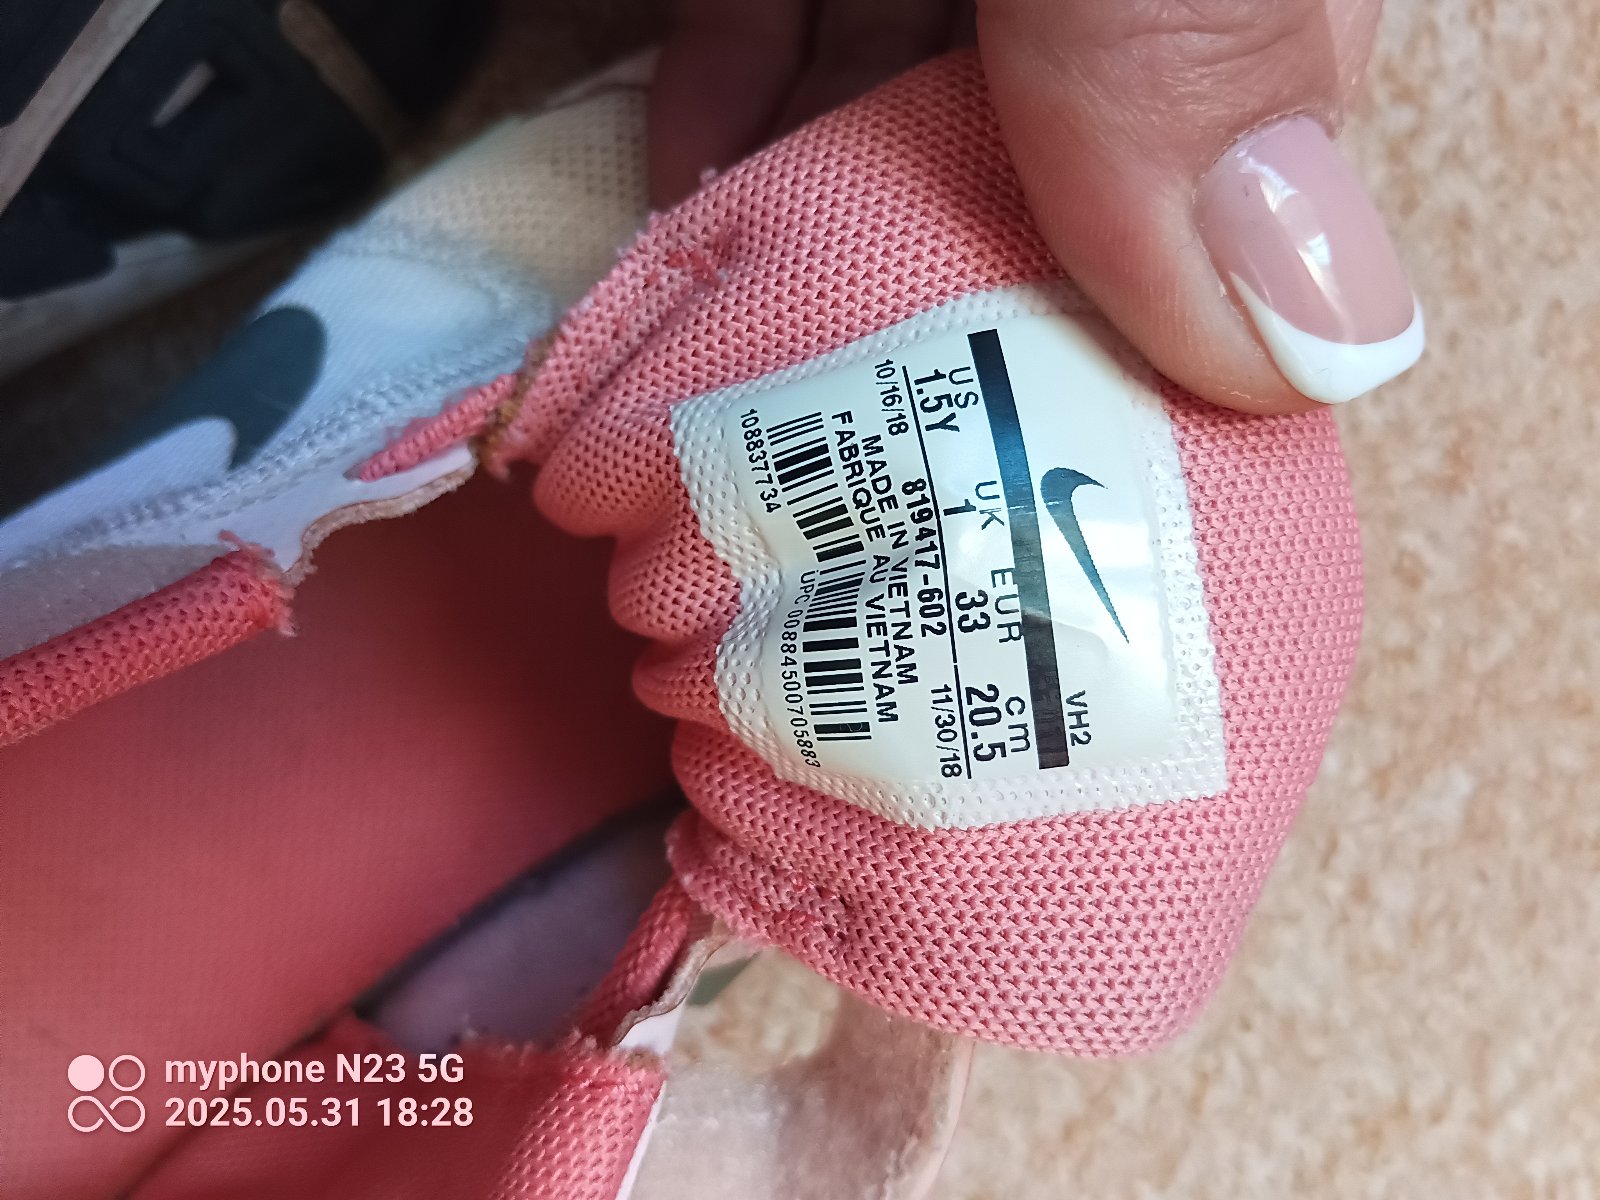 VH2
US UK EUR cm
1.5Y 1 33 20.5
10/16/18 819417-602 11/30/18
MADE IN VIETNAM
FABRIQUE AU VIETNAM
108837734 UPC 00884500705883
myphone N23 5G
2025.05.31 18:28